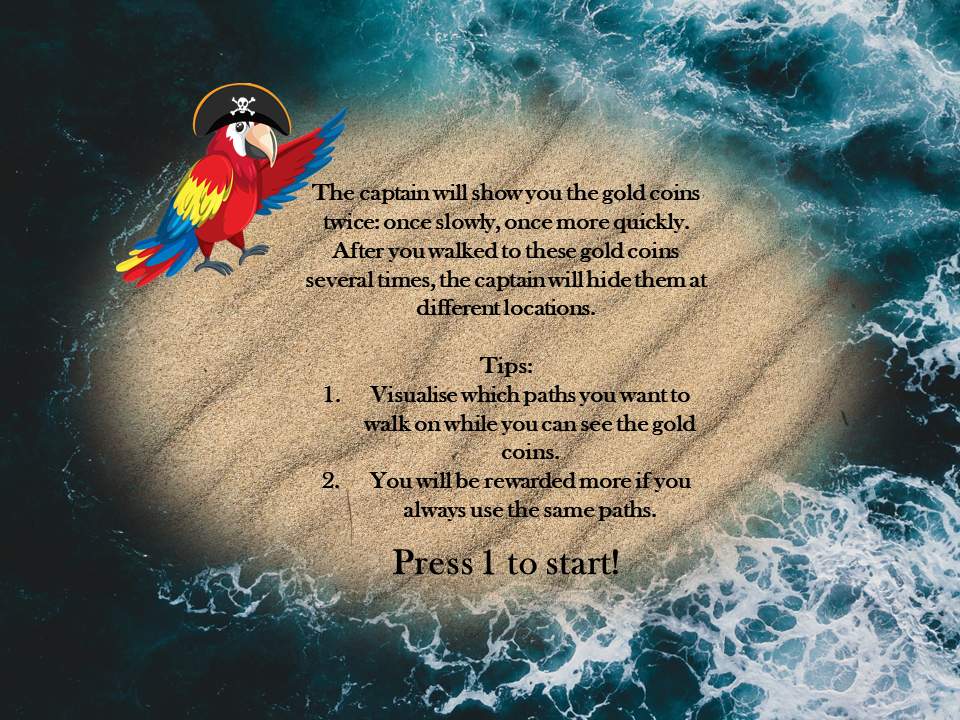 The captain will show you the gold coins
twice: once slowly, once more quickly.
After you walked to these gold coins
several times, the captain will hide them at
different locations.
Tips:
1. Visualise which paths you want to
walk on while you can see the gold
coins.
2. You will be rewarded more if you
always use the same paths.
Press 1 to start!